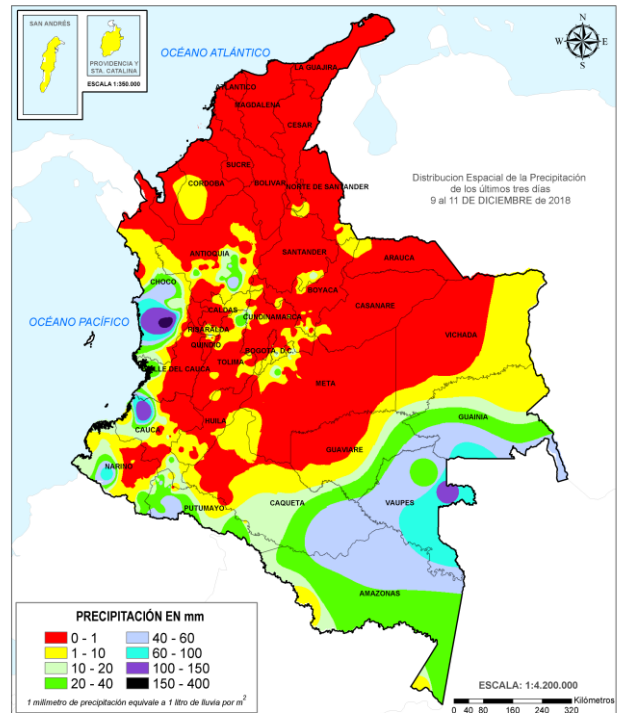 SAN ANDRÉS
PROVIDENCIA Y
STA. CATALINA
ESCALA 1:350.000
OCÉANO ATLÁNTICO
N
W
E
S
LA GUAJIRA
ATLANTICO
MAGDALENA
CESAR
SUCRE
CORDOBA
BOLIVAR
NORTE DE SANTANDER
Distribucion Espacial de la Precipitación
de los últimos tres días
9 al 11 DE DICIEMBRE de 2018
ANTIOQUIA
SANTANDER
ARAUCA
CHOCO
BOYACA
CASANARE
OCÉANO PACÍFICO
CALDAS
CUNDINAMARCA
RISARALDA
VICHADA
QUINDIO
BOGOTA, D.C.
TOLIMA
VALLE DEL CAUCA
META
GUAINIA
HUILA
CAUCA
GUAVIARE
NARIÑO
CAQUETA
VAUPES
PUTUMAYO
AMAZONAS
PRECIPITACIÓN EN mm
0 - 1
40 - 60
1 - 10
60 - 100
10 - 20
100 - 150
20 - 40
150 - 400
1 milimetro de precipitación equivale a 1 litro de lluvia por m²
ESCALA: 1:4.200.000
0 40 80 160 240 320
Kilómetros